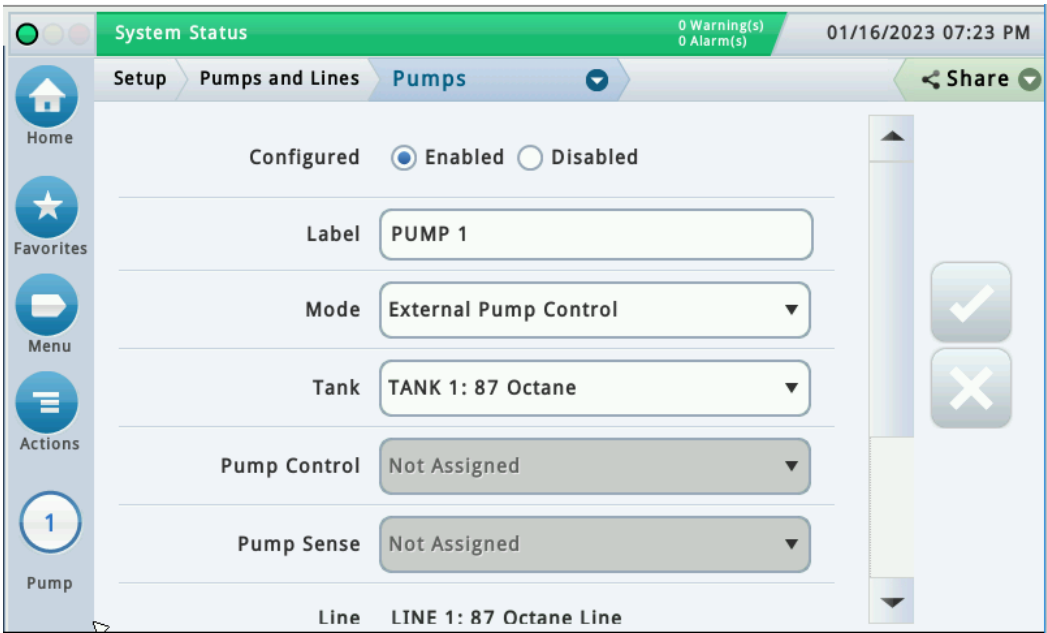 System Status
0 Warning(s)
0 Alarm(s)
01/16/2023 07:23 PM
Setup
Pumps and Lines
Pumps
Share
Home
Favorites
Menu
Actions
1
Pump
Configured Enabled Disabled
Label PUMP 1
Mode External Pump Control
Tank TANK 1: 87 Octane
Pump Control Not Assigned
Pump Sense Not Assigned
Line LINE 1: 87 Octane Line